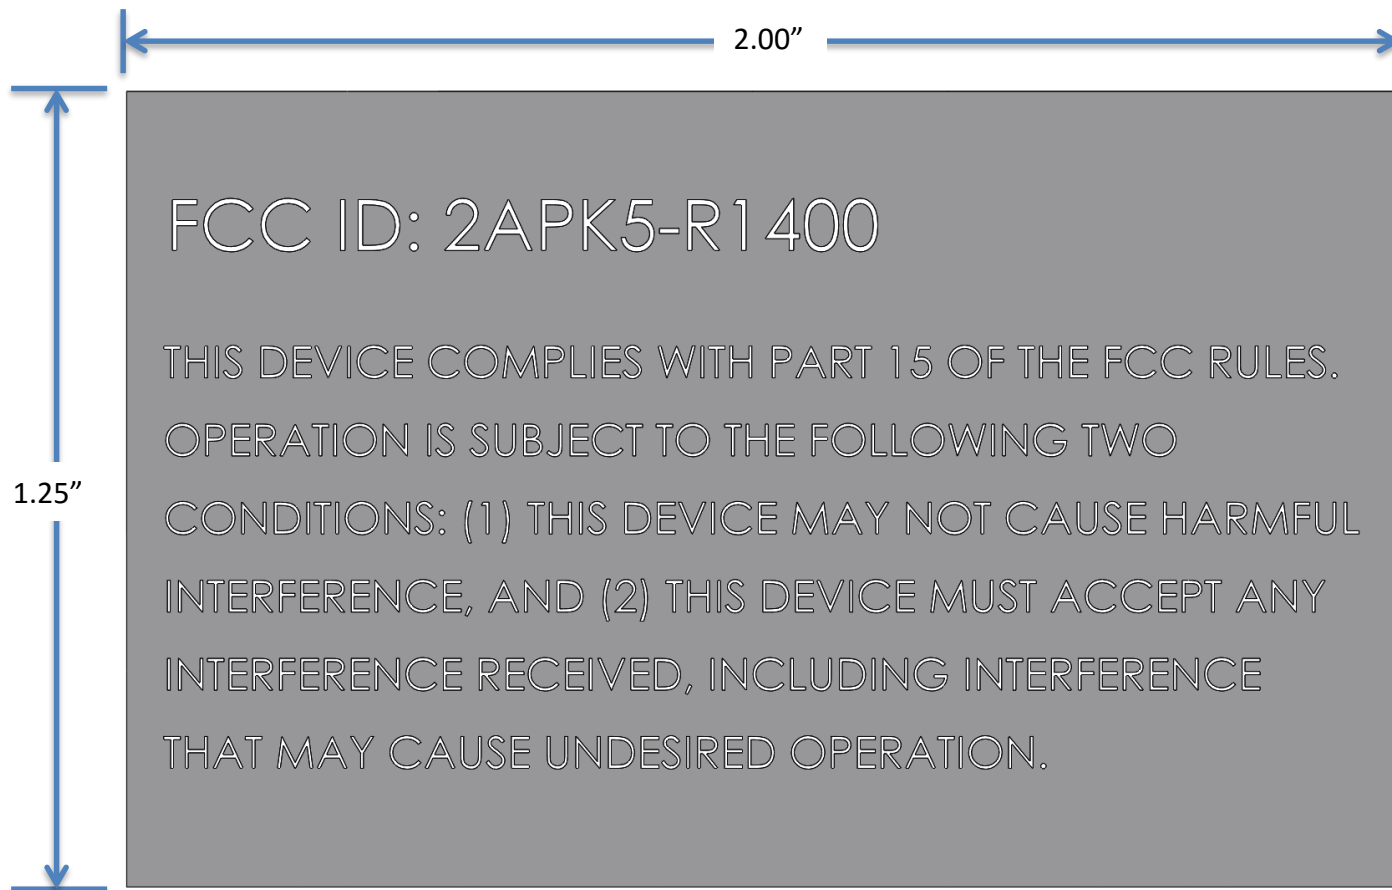 2.00”
FCC ID: 2APK5-R1400
THIS DEVICE COMPLIES WITH PART 15 OF THE FCC RULES.
OPERATION IS SUBJECT TO THE FOLLOWING TWO
1.25”
CONDITIONS: (1) THIS DEVICE MAY NOT CAUSE HARMFUL
INTERFERENCE, AND (2) THIS DEVICE MUST ACCEPT ANY
INTERFERENCE RECEIVED, INCLUDING INTERFERENCE
THAT MAY CAUSE UNDESIRED OPERATION.